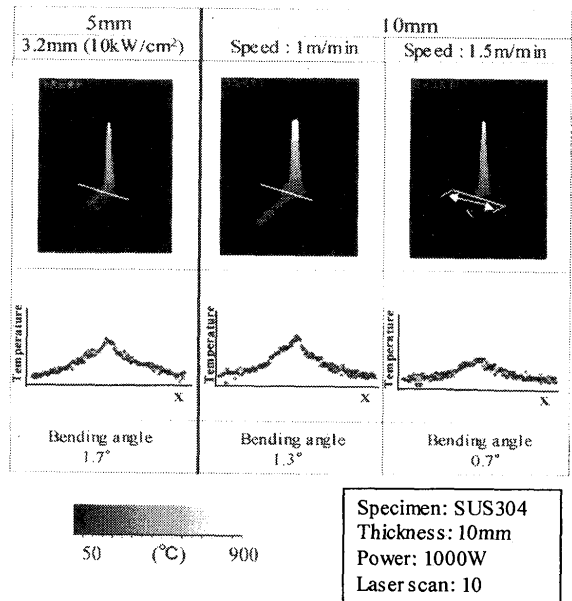 5mm
10mm
3.2mm (10kW/cm²)
Speed : 1m/min
Speed : 1.5m/min
Temperature
x
Temperature
x
Temperature
x
Bending angle
1.7°
Bending angle
1.3°
Bending angle
0.7°
50 (℃) 900
Specimen: SUS304
Thickness: 10mm
Power: 1000W
Laser scan: 10